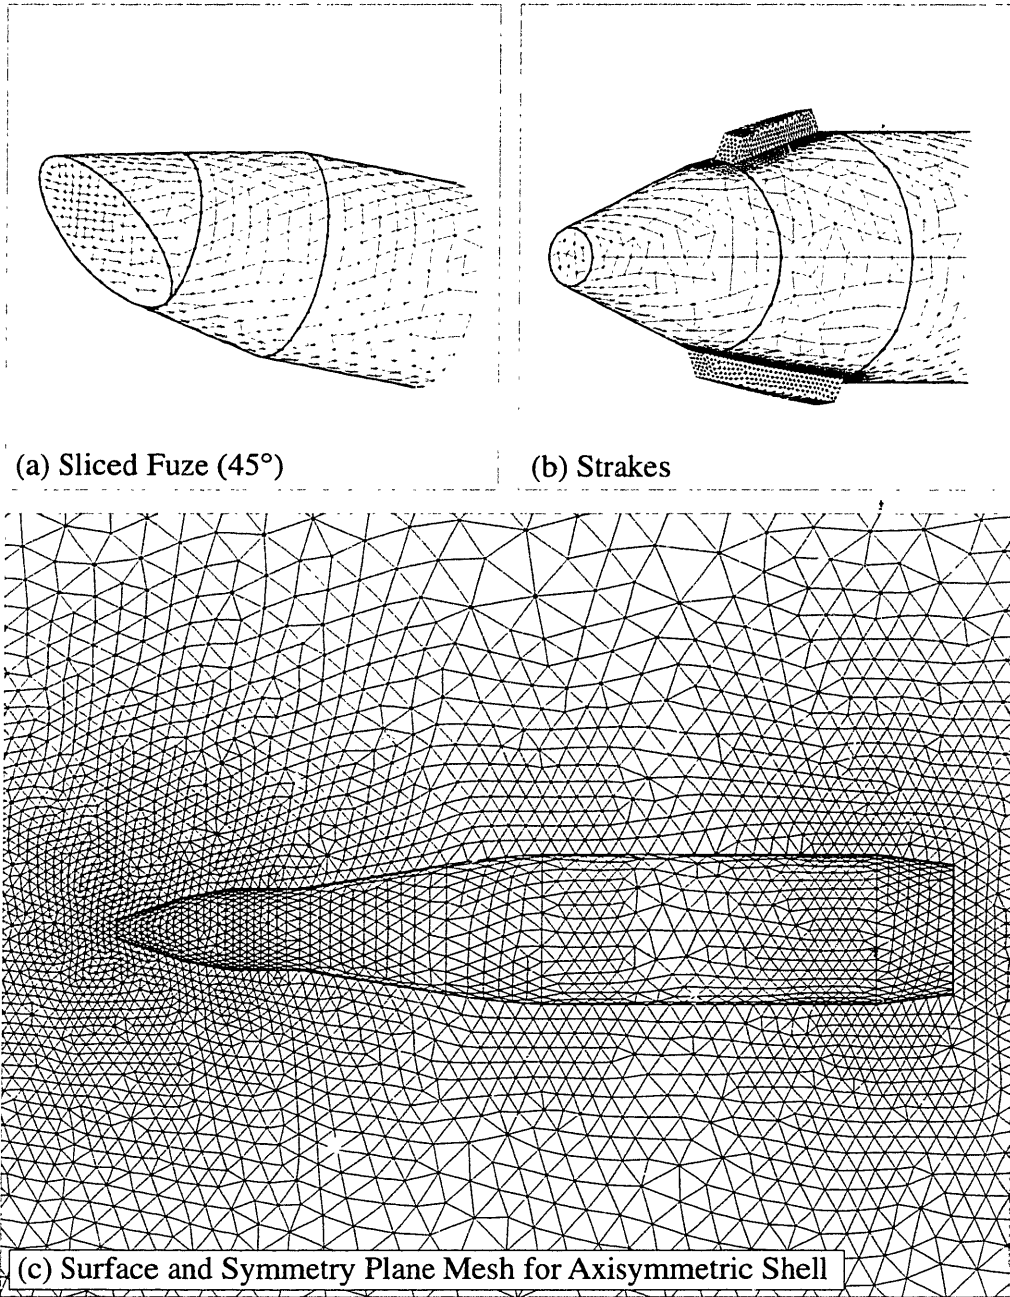 (a) Sliced Fuze (45°)
(b) Strakes
(c) Surface and Symmetry Plane Mesh for Axisymmetric Shell